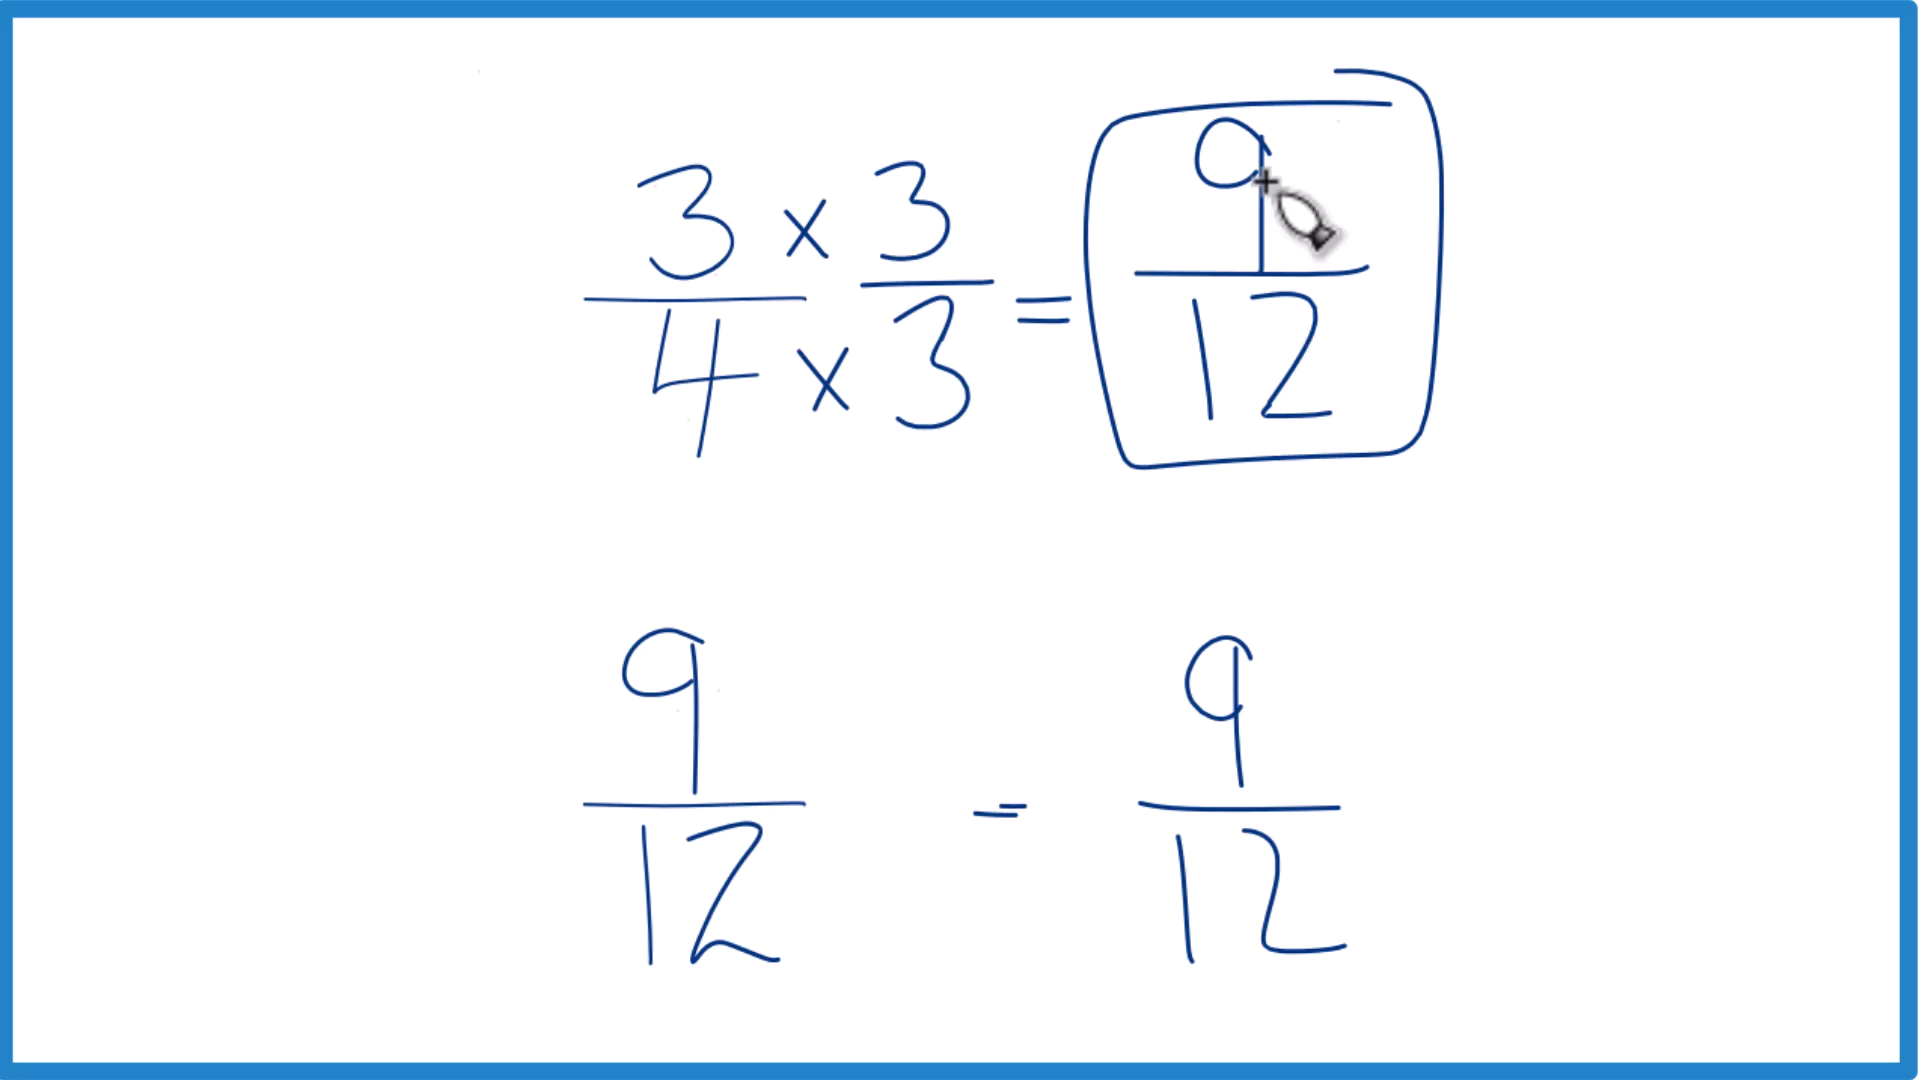 3 × 3 = 9
4 × 3 12
9 = 9
12 12